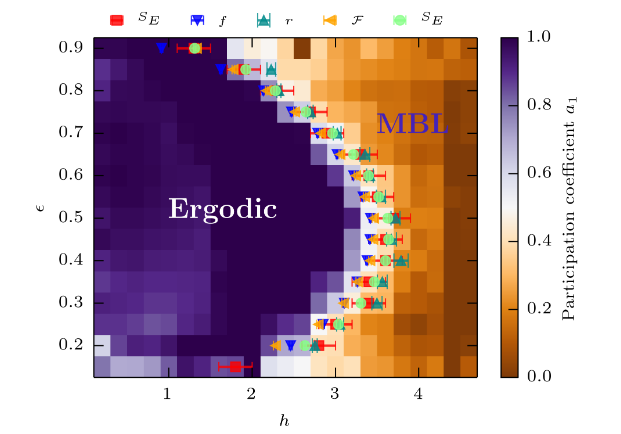 S_E f r ℱ S_E
0.9
0.8
0.7
0.6
0.5
0.4
0.3
0.2
ϵ
Ergodic
MBL
1 2 3 4
h
1.0
0.8
0.6
0.4
0.2
0.0
Participation coefficient a_1